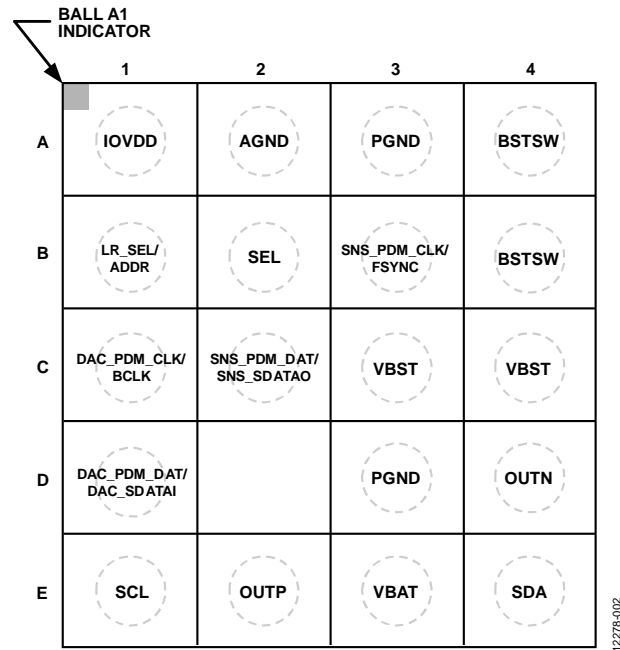 BALL A1
INDICATOR
1 2 3 4
A IOVDD AGND PGND BSTSW
B LR_SEL/ADDR SEL SNS_PDM_CLK/FSYNC BSTSW
C DAC_PDM_CLK/BCLK SNS_PDM_DAT/SNS_SDATAO VBST VBST
D DAC_PDM_DAT/DAC_SDATAI PGND OUTN
E SCL OUTP VBAT SDA
12278-002